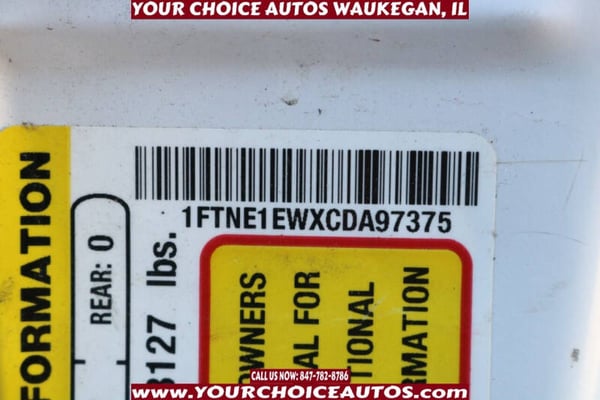 YOUR CHOICE AUTOS WAUKEGAN, IL
1FTNE1EWXCDA97375
FORMATION
REAR: 0
3127 lbs.
OWNERS
AL FOR
TIONAL
RMATION
CALL US NOW: 847-782-8786
www.YOURCHOICEAUTOS.com